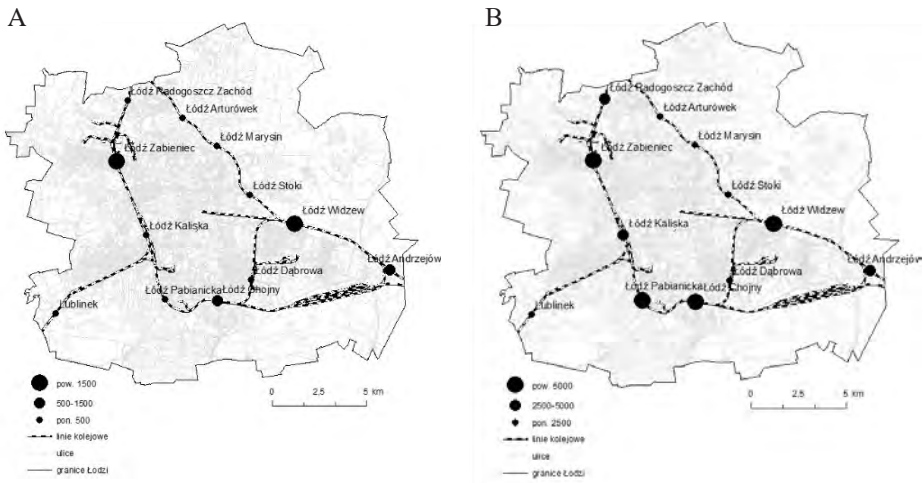 A
Łódź Radogoszcz Zachód
Łódź Arturówek
Łódź Marysin
Łódź Żabieniec
Łódź Stoki
Łódź Widzew
Łódź Kaliska
Łódź Andrzejów
Łódź Dąbrowa
Łódź Pabianicka
Łódź Chojny
Lublinek
pow. 1500
500-1500
pon. 500
linie kolejowe
ulice
granice Łodzi
0 2.5 5 km
B
Łódź Radogoszcz Zachód
Łódź Arturówek
Łódź Marysin
Łódź Żabieniec
Łódź Stoki
Łódź Widzew
Łódź Kaliska
Łódź Andrzejów
Łódź Dąbrowa
Łódź Pabianicka
Łódź Chojny
Lublinek
pow 5000
2500-5000
pon. 2500
linie kolejowe
ulice
granice Łodzi
0 2,5 5 km